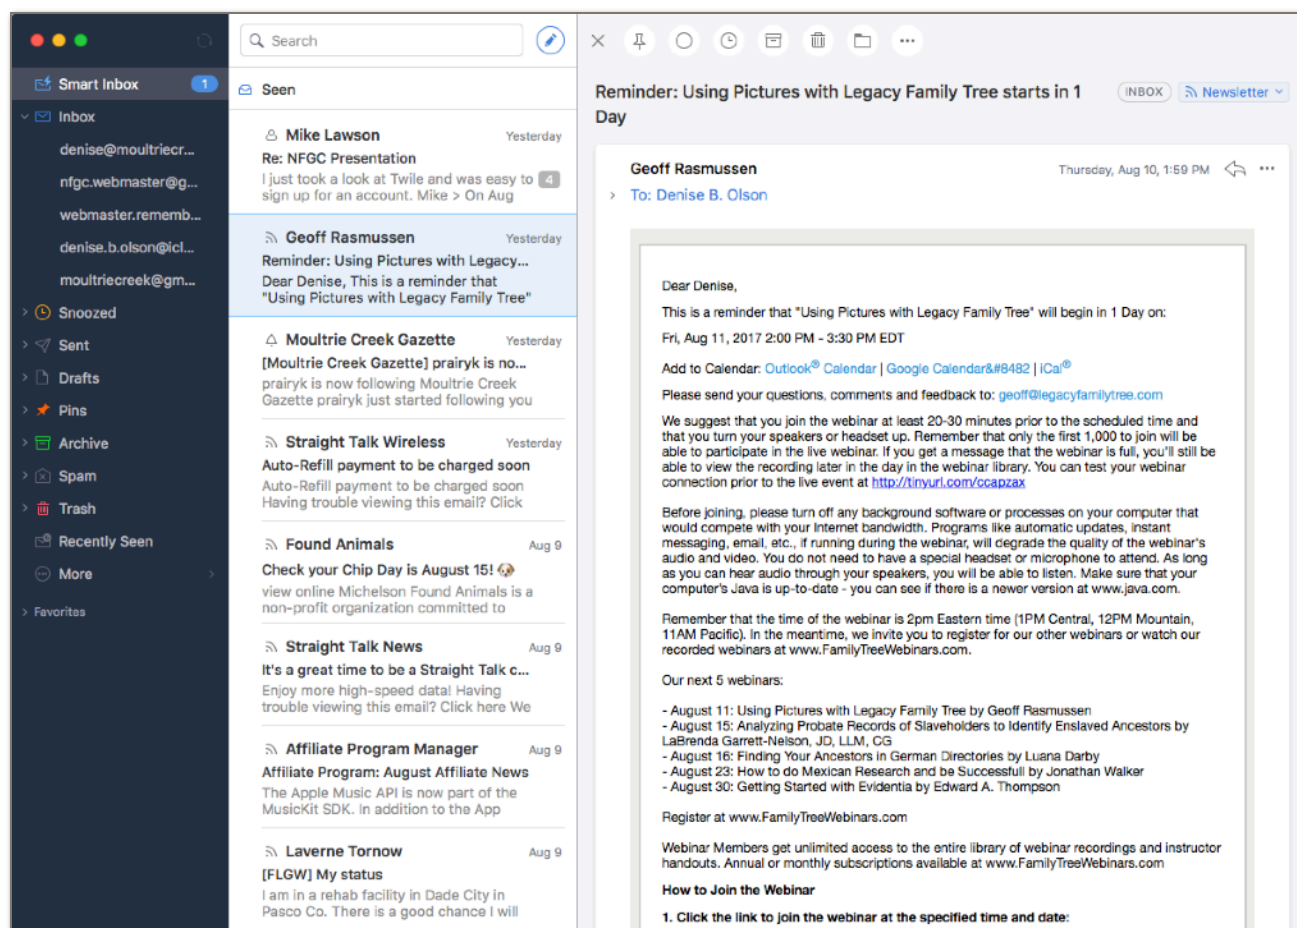 Search
Smart Inbox 1
Inbox
denise@moultriecr...
nfgc.webmaster@g...
webmaster.rememb...
denise.b.olson@icl...
moultriecreek@gm...
Snoozed
Sent
Drafts
Pins
Archive
Spam
Trash
Recently Seen
More
Favorites
Seen
Mike Lawson Yesterday
Re: NFGC Presentation
I just took a look at Twile and was easy to 4
sign up for an account. Mike > On Aug
Geoff Rasmussen Yesterday
Reminder: Using Pictures with Legacy...
Dear Denise, This is a reminder that
"Using Pictures with Legacy Family Tree"
Moultrie Creek Gazette Yesterday
[Moultrie Creek Gazette] prairyk is no...
prairyk is now following Moultrie Creek
Gazette prairyk just started following you
Straight Talk Wireless Yesterday
Auto-Refill payment to be charged soon
Auto-Refill payment to be charged soon
Having trouble viewing this email? Click
Found Animals Aug 9
Check your Chip Day is August 15! 🐶
view online Michelson Found Animals is a
non-profit organization committed to
Straight Talk News Aug 9
It's a great time to be a Straight Talk c...
Enjoy more high-speed data! Having
trouble viewing this email? Click here We
Affiliate Program Manager Aug 9
Affiliate Program: August Affiliate News
The Apple Music API is now part of the
MusicKit SDK. In addition to the App
Laverne Tornow Aug 9
[FLGW] My status
I am in a rehab facility in Dade City in
Pasco Co. There is a good chance I will
Reminder: Using Pictures with Legacy Family Tree starts in 1
Day
INBOX Newsletter
Geoff Rasmussen Thursday, Aug 10, 1:59 PM
To: Denise B. Olson
Dear Denise,
This is a reminder that "Using Pictures with Legacy Family Tree" will begin in 1 Day on:
Fri, Aug 11, 2017 2:00 PM - 3:30 PM EDT
Add to Calendar: Outlook® Calendar | Google Calendar&#8482 | iCal®
Please send your questions, comments and feedback to: geoff@legacyfamilytree.com
We suggest that you join the webinar at least 20-30 minutes prior to the scheduled time and
that you turn your speakers or headset up. Remember that only the first 1,000 to join will be
able to participate in the live webinar. If you get a message that the webinar is full, you'll still be
able to view the recording later in the day in the webinar library. You can test your webinar
connection prior to the live event at http://tinyurl.com/ccapzax
Before joining, please turn off any background software or processes on your computer that
would compete with your Internet bandwidth. Programs like automatic updates, instant
messaging, email, etc., if running during the webinar, will degrade the quality of the webinar's
audio and video. You do not need to have a special headset or microphone to attend. As long
as you can hear audio through your speakers, you will be able to listen. Make sure that your
computer's Java is up-to-date - you can see if there is a newer version at www.java.com.
Remember that the time of the webinar is 2pm Eastern time (1PM Central, 12PM Mountain,
11AM Pacific). In the meantime, we invite you to register for our other webinars or watch our
recorded webinars at www.FamilyTreeWebinars.com.
Our next 5 webinars:
- August 11: Using Pictures with Legacy Family Tree by Geoff Rasmussen
- August 15: Analyzing Probate Records of Slaveholders to Identify Enslaved Ancestors by
LaBrenda Garrett-Nelson, JD, LLM, CG
- August 16: Finding Your Ancestors in German Directories by Luana Darby
- August 23: How to do Mexican Research and be Successfull by Jonathan Walker
- August 30: Getting Started with Evidentia by Edward A. Thompson
Register at www.FamilyTreeWebinars.com
Webinar Members get unlimited access to the entire library of webinar recordings and instructor
handouts. Annual or monthly subscriptions available at www.FamilyTreeWebinars.com
How to Join the Webinar
1. Click the link to join the webinar at the specified time and date: